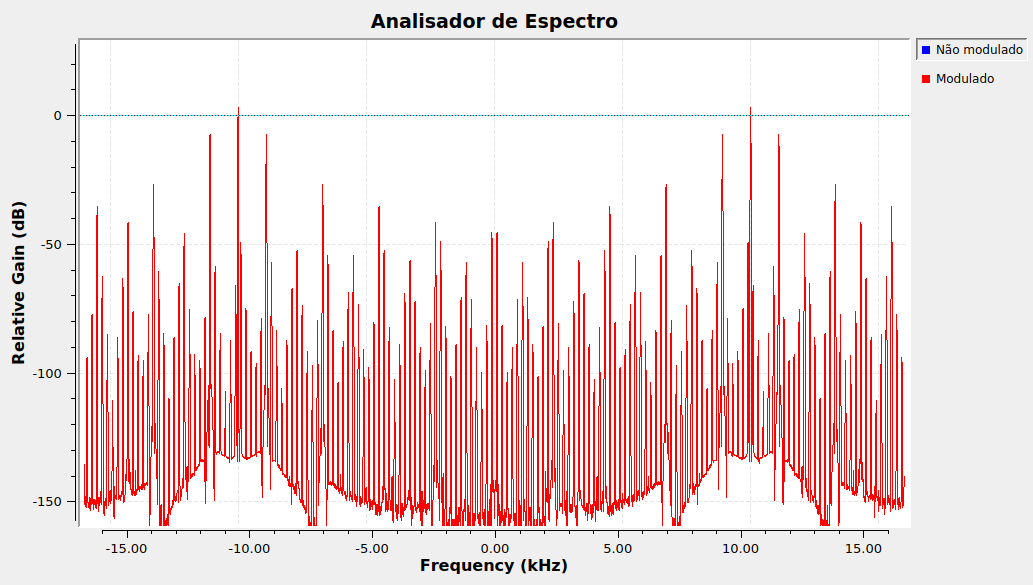 Analisador de Espectro
Não modulado
Modulado
Relative Gain (dB)
0
-50
-100
-150
-15.00
-10.00
-5.00
0.00
5.00
10.00
15.00
Frequency (kHz)